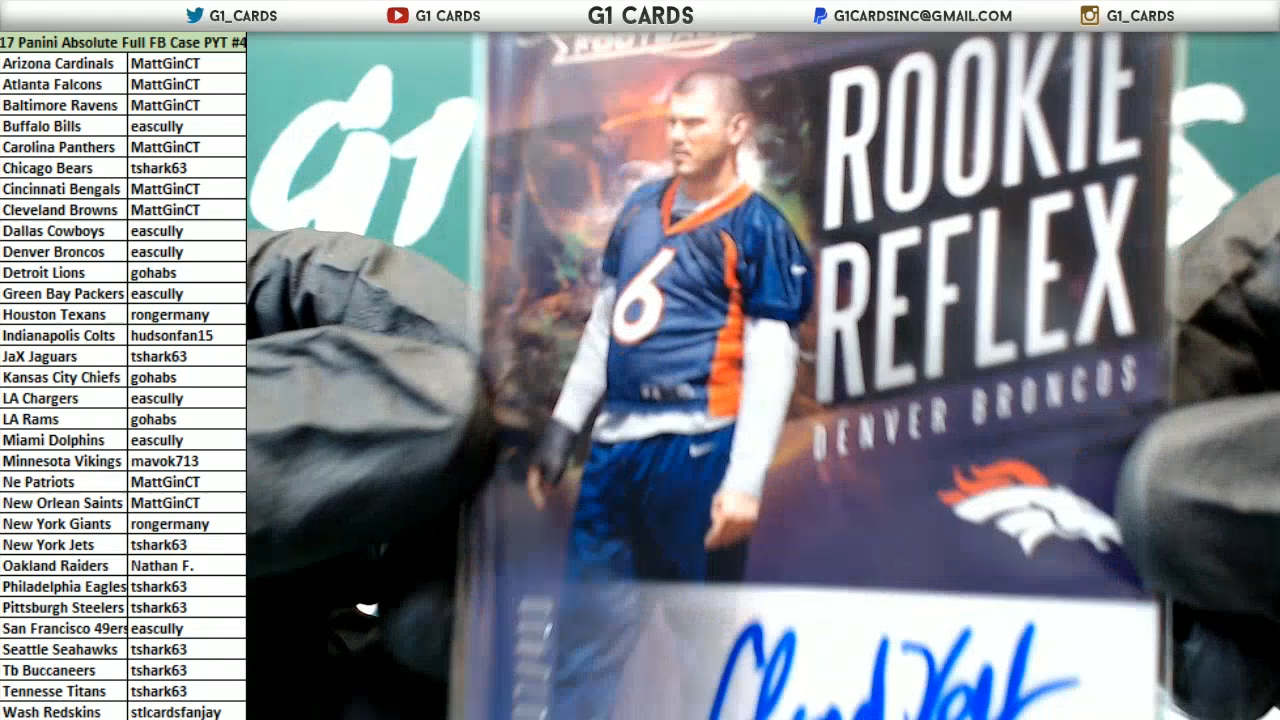 G1_CARDS
G1 CARDS
G1 CARDS
G1CARDSINC@GMAIL.COM
G1_CARDS
17 Panini Absolute Full FB Case PYT #4
Arizona Cardinals MattGinCT
Atlanta Falcons MattGinCT
Baltimore Ravens MattGinCT
Buffalo Bills eascully
Carolina Panthers MattGinCT
Chicago Bears tshark63
Cincinnati Bengals MattGinCT
Cleveland Browns MattGinCT
Dallas Cowboys eascully
Denver Broncos eascully
Detroit Lions gohabs
Green Bay Packers eascully
Houston Texans rongermany
Indianapolis Colts hudsonfan15
JaX Jaguars tshark63
Kansas City Chiefs gohabs
LA Chargers eascully
LA Rams gohabs
Miami Dolphins eascully
Minnesota Vikings mavok713
Ne Patriots MattGinCT
New Orlean Saints MattGinCT
New York Giants rongermany
New York Jets tshark63
Oakland Raiders Nathan F.
Philadelphia Eagles tshark63
Pittsburgh Steelers tshark63
San Francisco 49ers eascully
Seattle Seahawks tshark63
Tb Buccaneers tshark63
Tennesse Titans tshark63
Wash Redskins stlcardsfanjay
G1
ROOKIE
REFLEX
DENVER BRONCOS
6